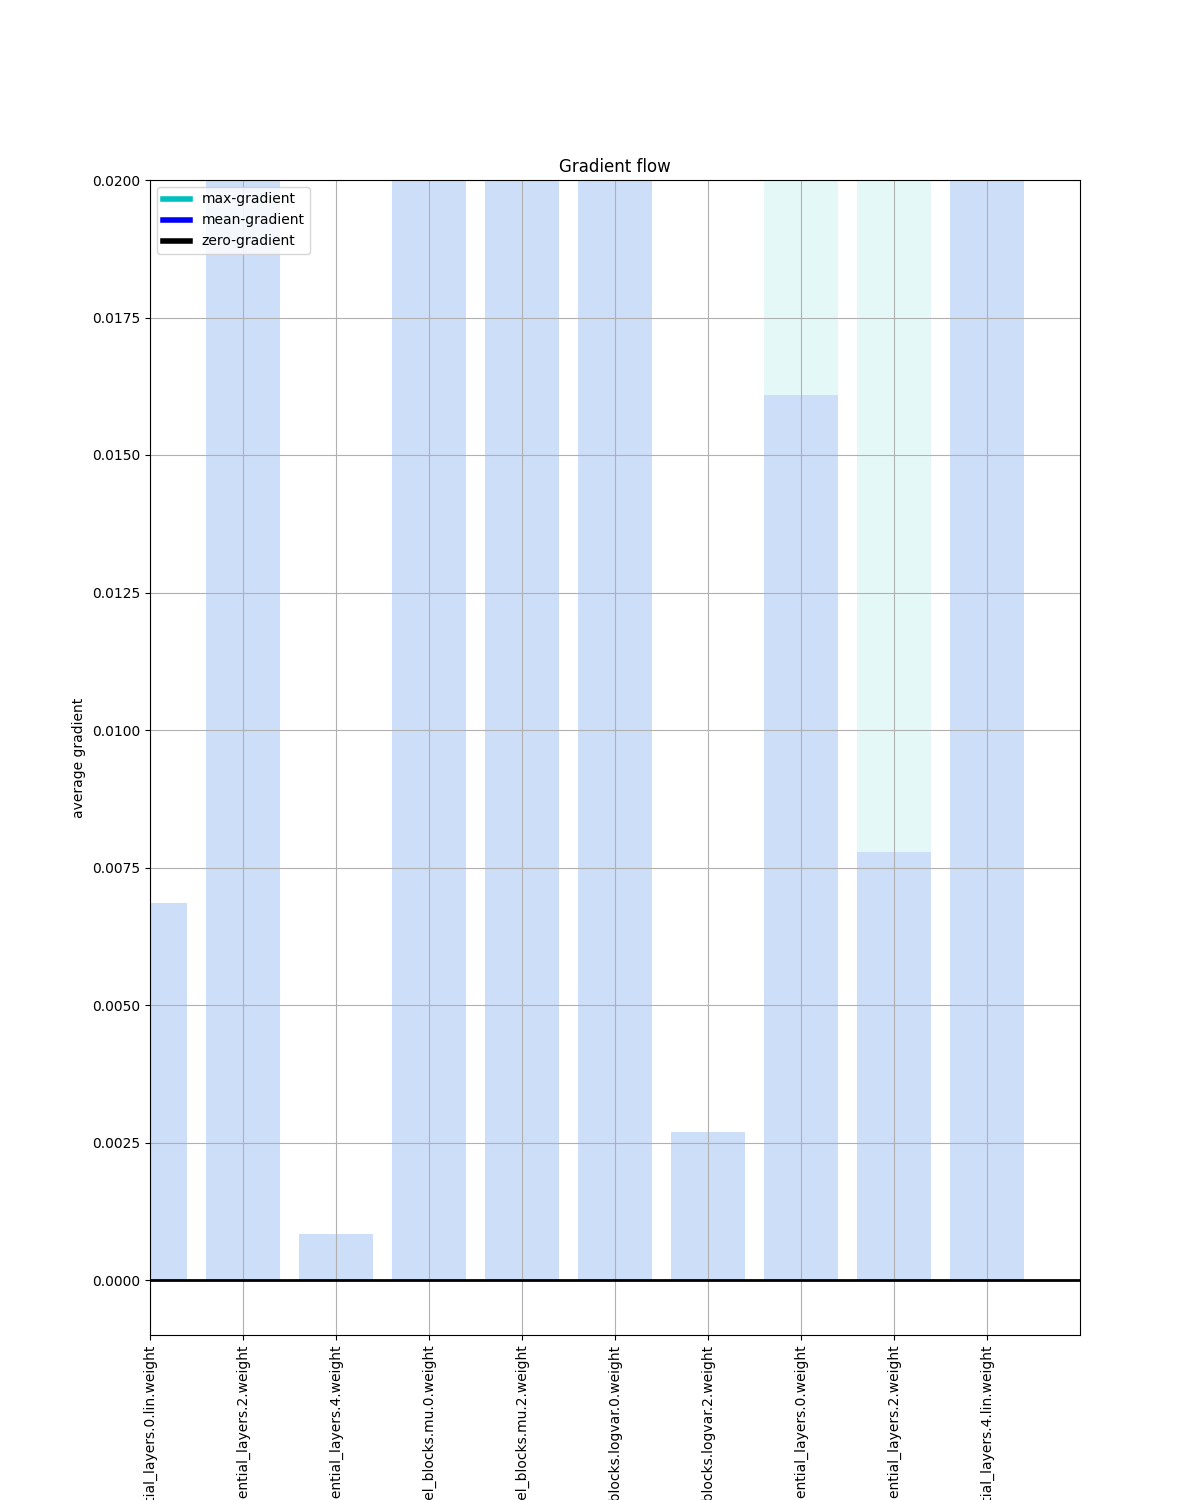 Gradient flow
max-gradient
mean-gradient
zero-gradient
0.0200
0.0175
0.0150
0.0125
0.0100
0.0075
0.0050
0.0025
0.0000
average gradient
tial_layers.0.lin.weight
ential_layers.2.weight
ential_layers.4.weight
el_blocks.mu.0.weight
el_blocks.mu.2.weight
blocks.logvar.0.weight
blocks.logvar.2.weight
ential_layers.0.weight
ential_layers.2.weight
tial_layers.4.lin.weight